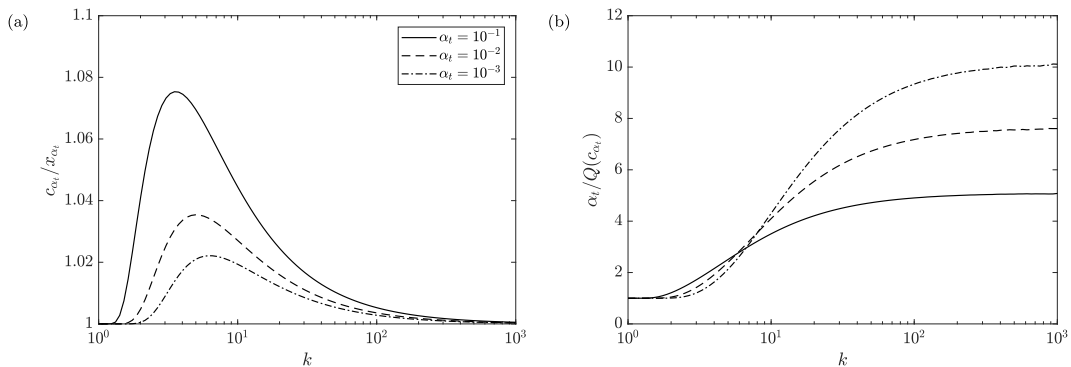 (a)
1.1
1.08
1.06
1.04
1.02
1
c_{α_t}/x_{α_t}
10^0
10^1
10^2
10^3
k
α_t = 10^{-1}
α_t = 10^{-2}
α_t = 10^{-3}
(b)
12
10
8
6
4
2
0
α_t/Q(c_{α_t})
10^0
10^1
10^2
10^3
k